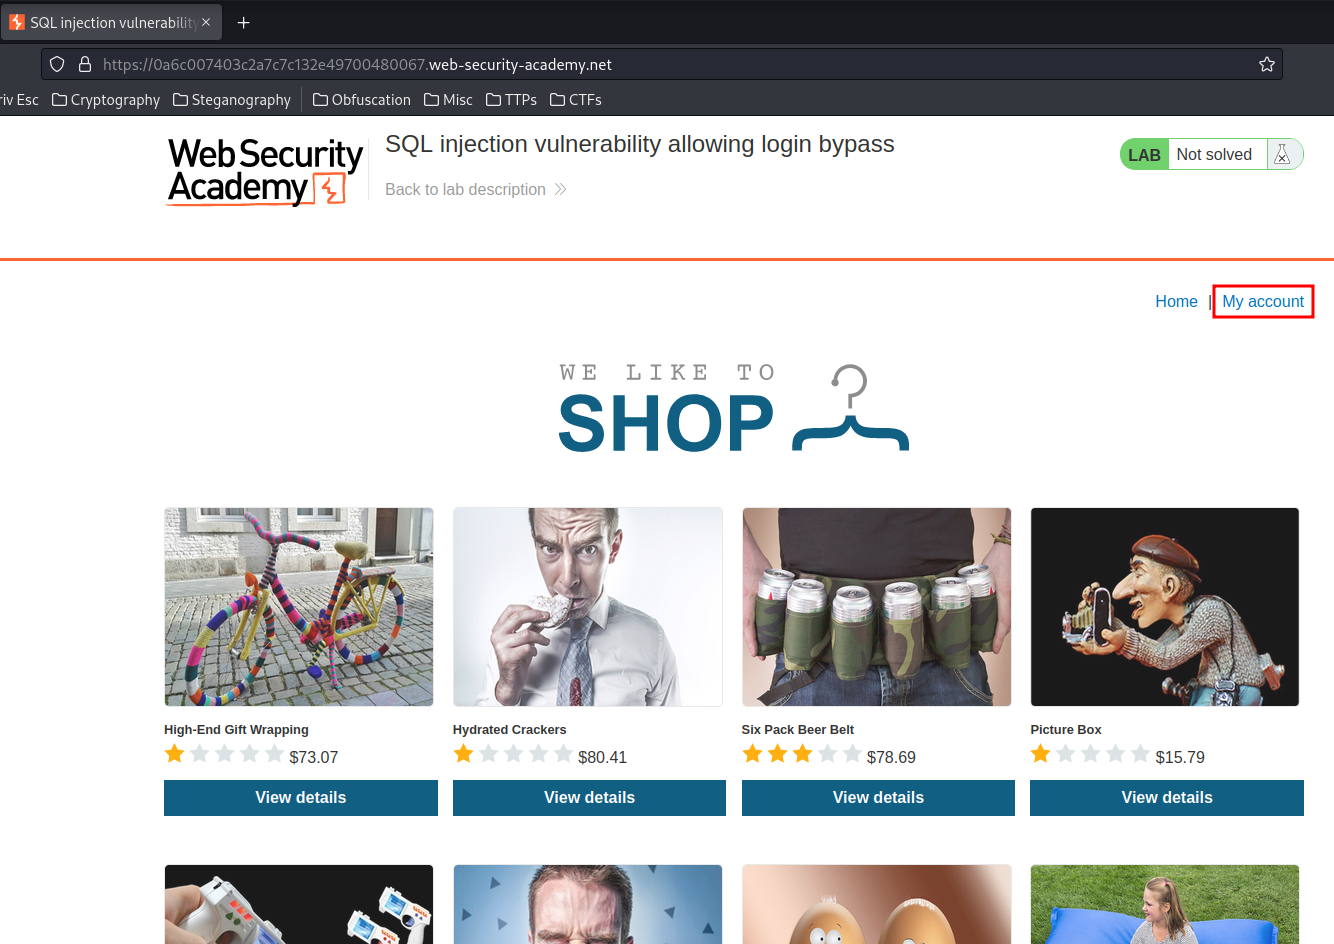 SQL injection vulnerability
https://0a6c007403c2a7c7c132e49700480067.web-security-academy.net
riv Esc Cryptography Steganography Obfuscation Misc TTPs CTFs
Web Security
Academy
SQL injection vulnerability allowing login bypass
Back to lab description
LAB Not solved
Home | My account
WE LIKE TO
SHOP
High-End Gift Wrapping
$73.07
View details
Hydrated Crackers
$80.41
View details
Six Pack Beer Belt
$78.69
View details
Picture Box
$15.79
View details